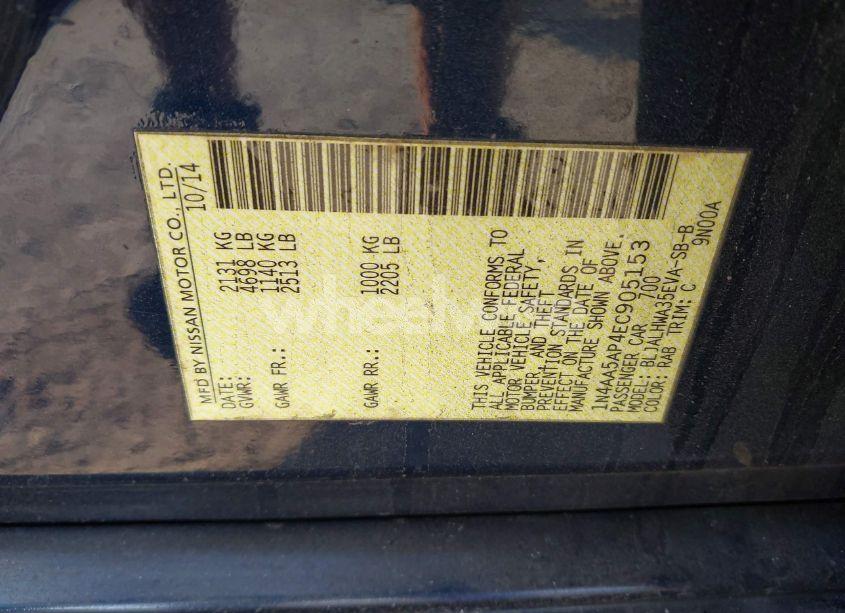 MFD BY NISSAN MOTOR CO., LTD.
DATE: 10/14
GVWR: 2131 KG
4698 LB
GAWR FR.: 1140 KG
2513 LB
GAWR RR.: 1000 KG
2205 LB
THIS VEHICLE CONFORMS TO
ALL APPLICABLE FEDERAL
MOTOR VEHICLE SAFETY,
BUMPER, AND THEFT
PREVENTION STANDARDS IN
EFFECT ON THE DATE OF
MANUFACTURE SHOWN ABOVE.
1N4AA5AP4EC905153
PASSENGER CAR 700
MODEL: BLJALHWA35EVA-SB-B
COLOR: RAB TRIM: C 9N00A